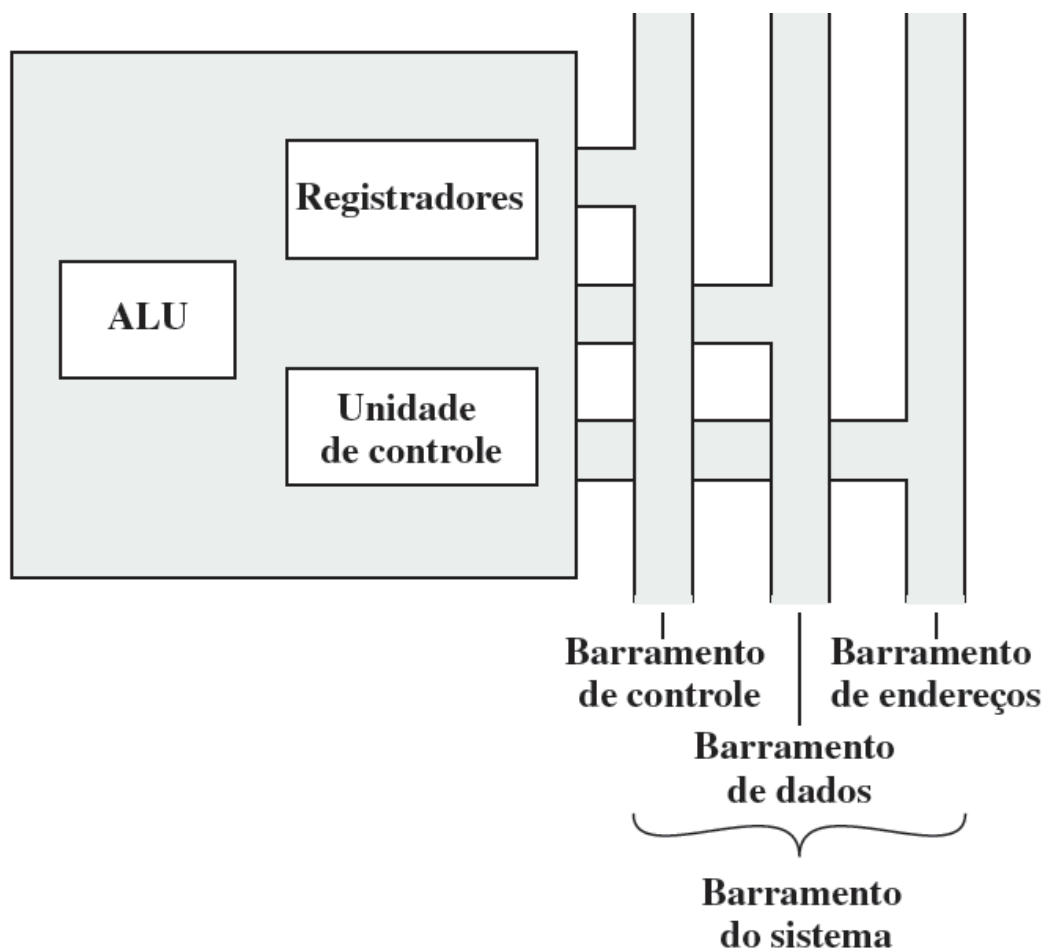 Registradores
ALU
Unidade
de controle
Barramento
de controle
Barramento
de endereços
Barramento
de dados
Barramento
do sistema